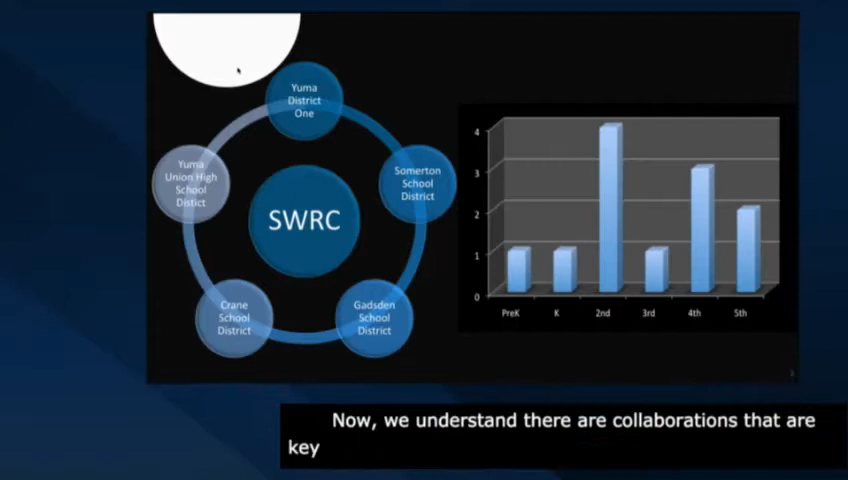 Yuma
District
One
Yuma
Union High
School
Distict
Somerton
School
District
SWRC
Crane
School
District
Gadsden
School
District
4
3
2
1
0
PreK
K
2nd
3rd
4th
5th
Now, we understand there are collaborations that are
key